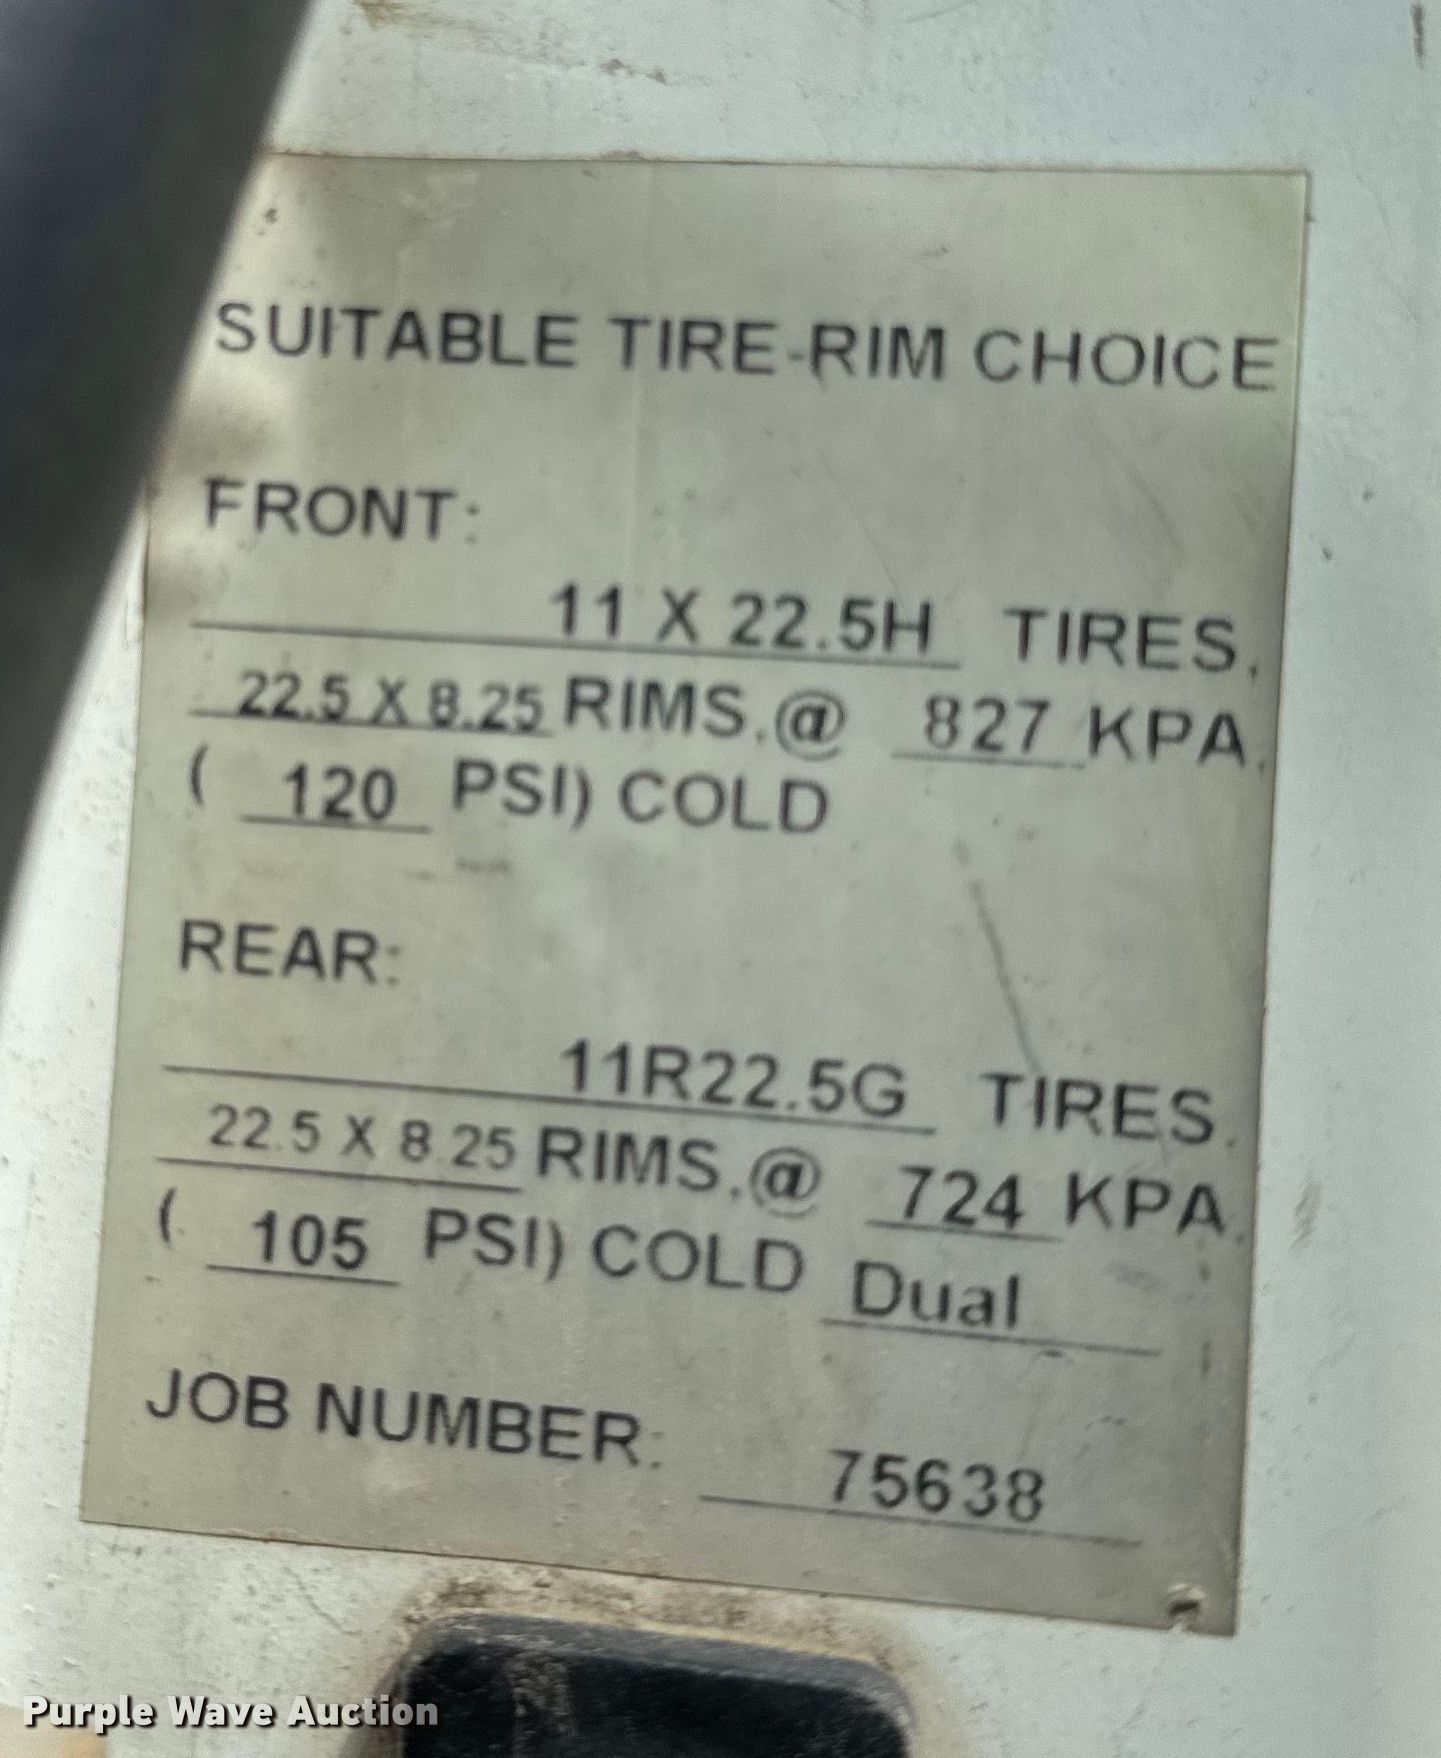 SUITABLE TIRE-RIM CHOICE
FRONT:
11 X 22.5H TIRES,
22.5 X 8.25 RIMS,@ 827 KPA.
( 120 PSI) COLD
REAR:
11R22.5G TIRES.
22.5 X 8.25 RIMS,@ 724 KPA.
( 105 PSI) COLD Dual
JOB NUMBER: 75638
Purple Wave Auction